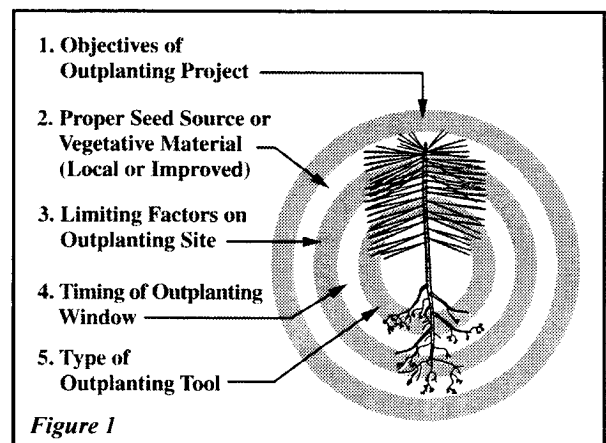 1. Objectives of
Outplanting Project
2. Proper Seed Source or
Vegetative Material
(Local or Improved)
3. Limiting Factors on
Outplanting Site
4. Timing of Outplanting
Window
5. Type of
Outplanting Tool
Figure 1